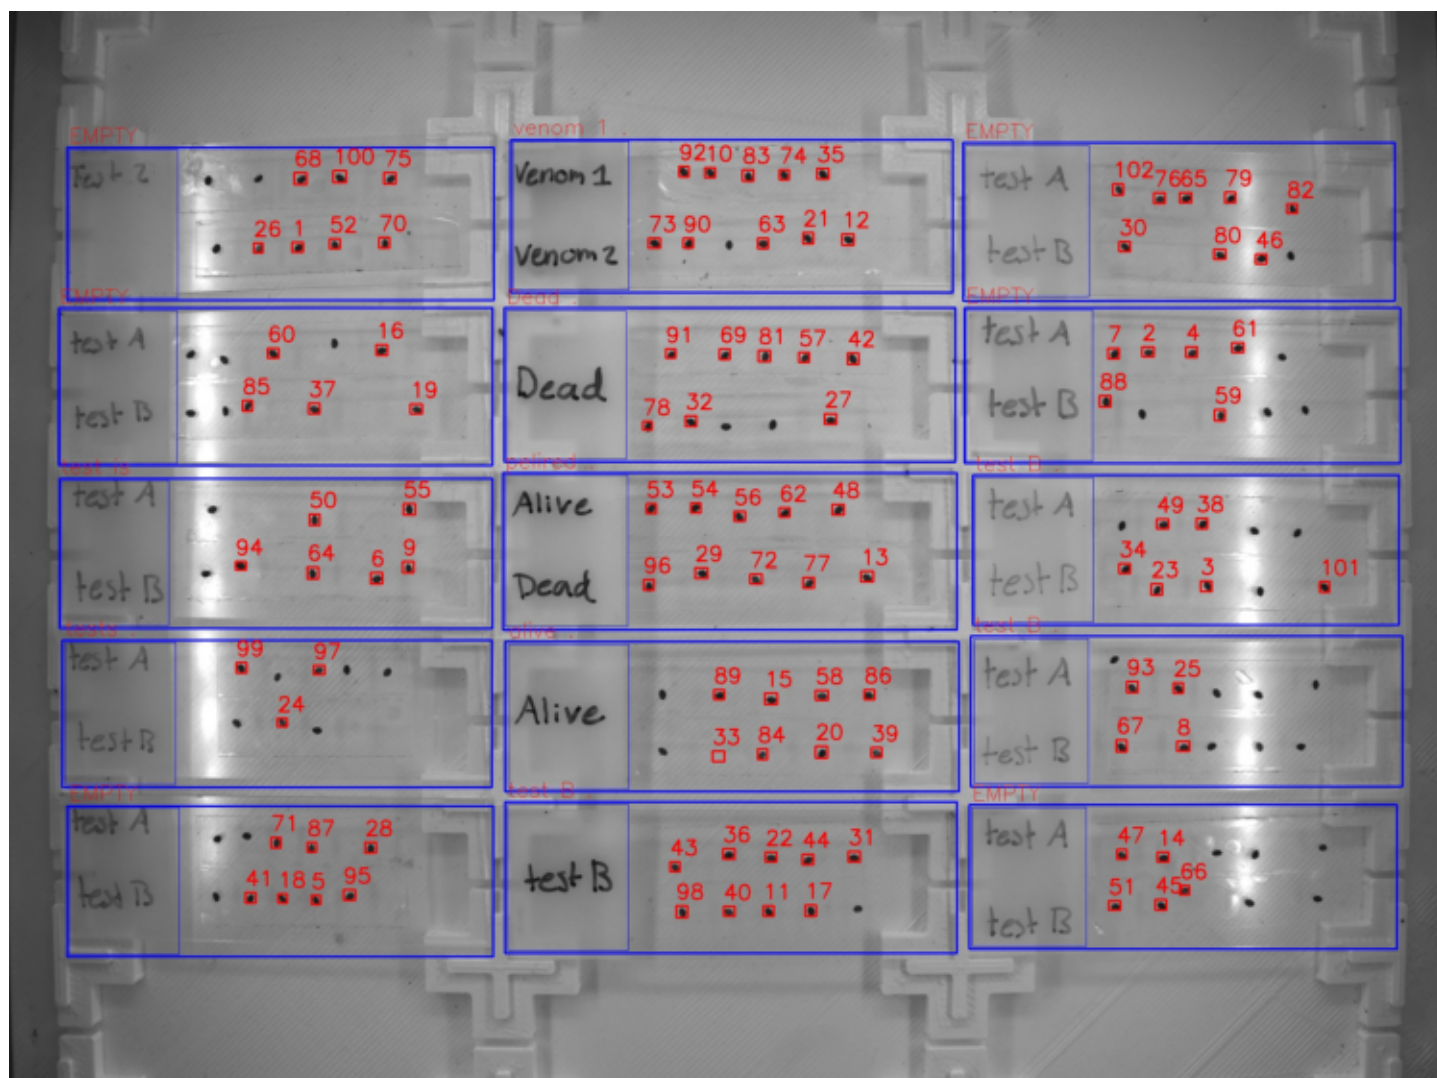 EMPTY
venom 1 .
EMPTY
Test 2
68 100 75
26 1 52 70
Venom 1
92 10 83 74 35
73 90 63 21 12
Venom 2
test A
102 76 65 79 82
30 80 46
test B
EMPTY
Dead .
EMPTY
test A
60 16
85 37 19
test B
91 69 81 57 42
Dead
78 32 27
test A
7 2 4 61
88 59
test B
test is
test B .
test A
50 55
94 64 6 9
test B
Alive
53 54 56 62 48
96 29 72 77 13
Dead
test A
49 38
34 23 3 101
test B
alive .
test B .
test A
99 97
24
test B
89 15 58 86
Alive
33 84 20 39
test A
93 25
67 8
test B
EMPTY
test B
EMPTY
test A
71 87 28
41 18 5 95
test B
43 36 22 44 31
test B
98 40 11 17
test A
47 14
66
51 45
test B